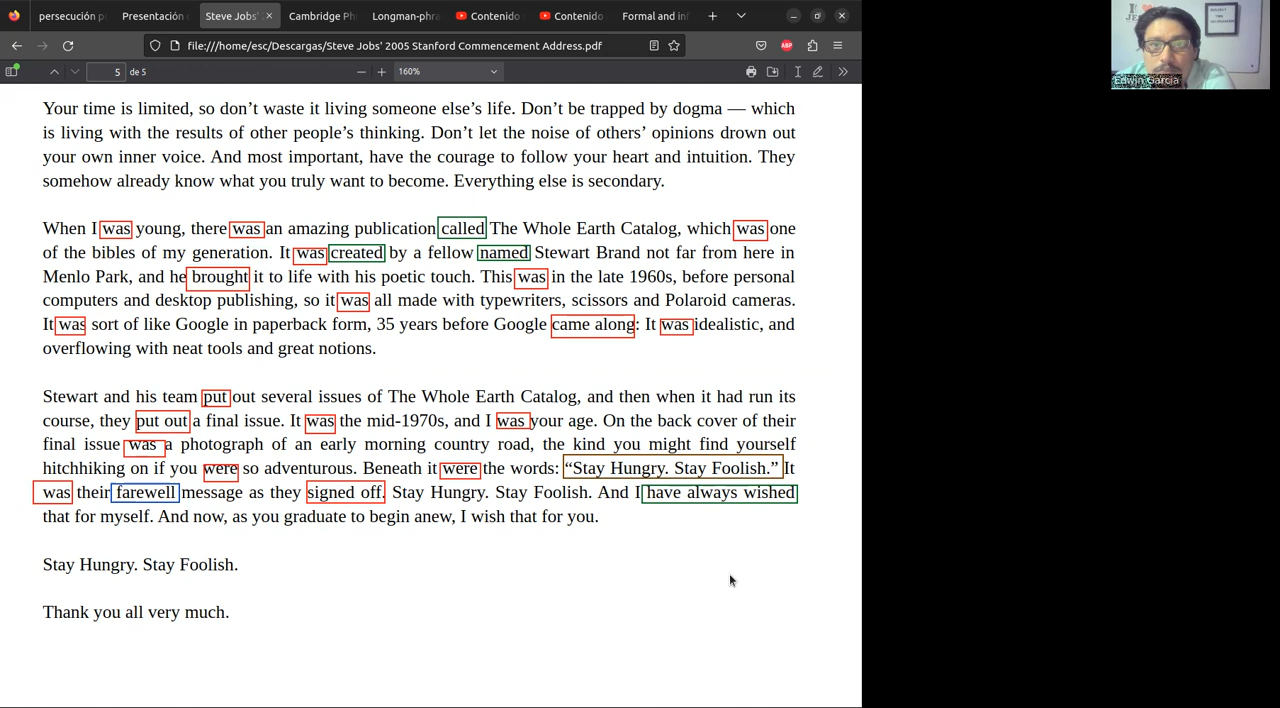 persecución p
Presentación
Steve Jobs'
Cambridge Ph
Longman-phra
Contenido
Contenido
Formal and inf
file:///home/esc/Descargas/Steve Jobs' 2005 Stanford Commencement Address.pdf
ABP
5 de 5
160%
Your time is limited, so don’t waste it living someone else’s life. Don’t be trapped by dogma — which
is living with the results of other people’s thinking. Don’t let the noise of others’ opinions drown out
your own inner voice. And most important, have the courage to follow your heart and intuition. They
somehow already know what you truly want to become. Everything else is secondary.
When I was young, there was an amazing publication called The Whole Earth Catalog, which was one
of the bibles of my generation. It was created by a fellow named Stewart Brand not far from here in
Menlo Park, and he brought it to life with his poetic touch. This was in the late 1960s, before personal
computers and desktop publishing, so it was all made with typewriters, scissors and Polaroid cameras.
It was sort of like Google in paperback form, 35 years before Google came along: It was idealistic, and
overflowing with neat tools and great notions.
Stewart and his team put out several issues of The Whole Earth Catalog, and then when it had run its
course, they put out a final issue. It was the mid-1970s, and I was your age. On the back cover of their
final issue was a photograph of an early morning country road, the kind you might find yourself
hitchhiking on if you were so adventurous. Beneath it were the words: “Stay Hungry. Stay Foolish.” It
was their farewell message as they signed off. Stay Hungry. Stay Foolish. And I have always wished
that for myself. And now, as you graduate to begin anew, I wish that for you.
Stay Hungry. Stay Foolish.
Thank you all very much.
Edwin Garcia